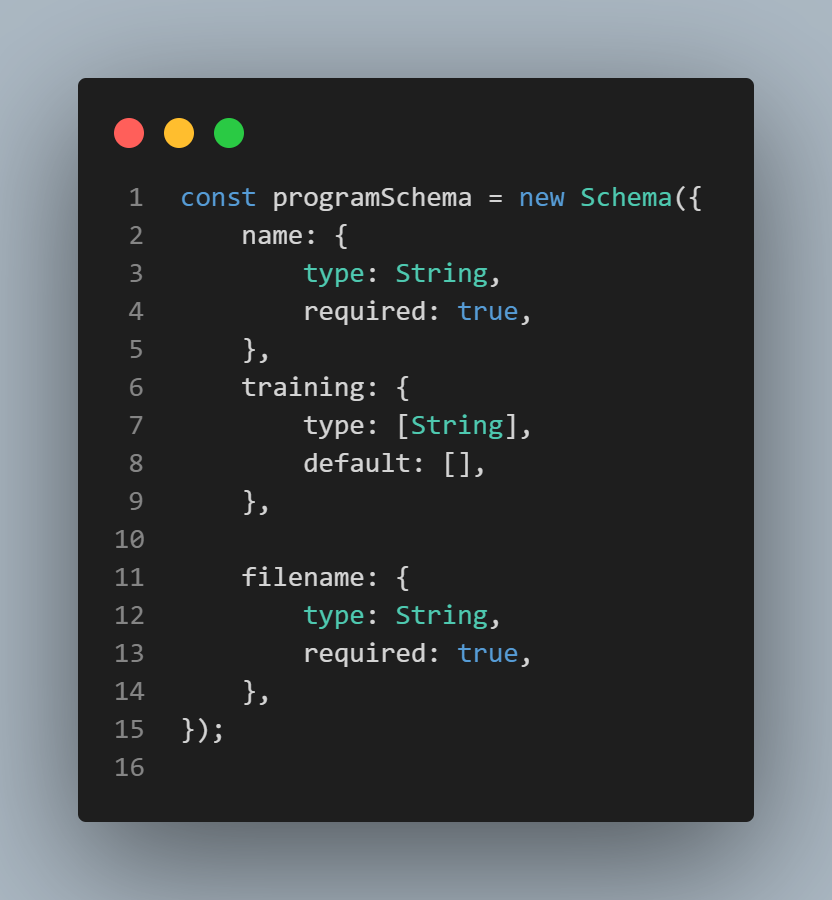 1 const programSchema = new Schema({
2     name: {
3         type: String,
4         required: true,
5     },
6     training: {
7         type: [String],
8         default: [],
9     },
10
11     filename: {
12         type: String,
13         required: true,
14     },
15 });
16